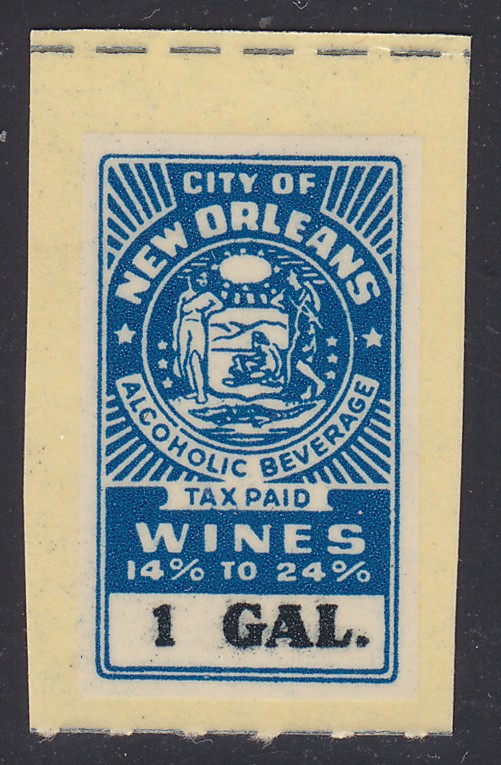 CITY OF
NEW ORLEANS
ALCOHOLIC BEVERAGE
TAX PAID
WINES
14% TO 24%
1 GAL.